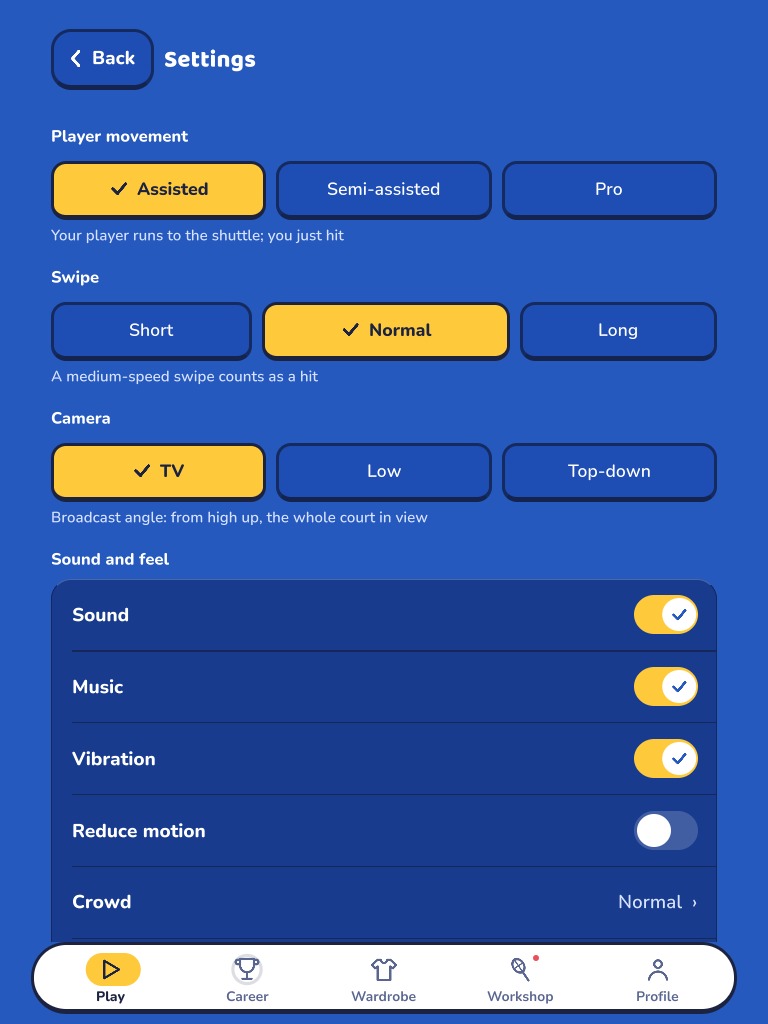 Back
Settings
Player movement
Assisted
Semi-assisted
Pro
Your player runs to the shuttle; you just hit
Swipe
Short
Normal
Long
A medium-speed swipe counts as a hit
Camera
TV
Low
Top-down
Broadcast angle: from high up, the whole court in view
Sound and feel
Sound
Music
Vibration
Reduce motion
Crowd
Normal ›
Play
Career
Wardrobe
Workshop
Profile